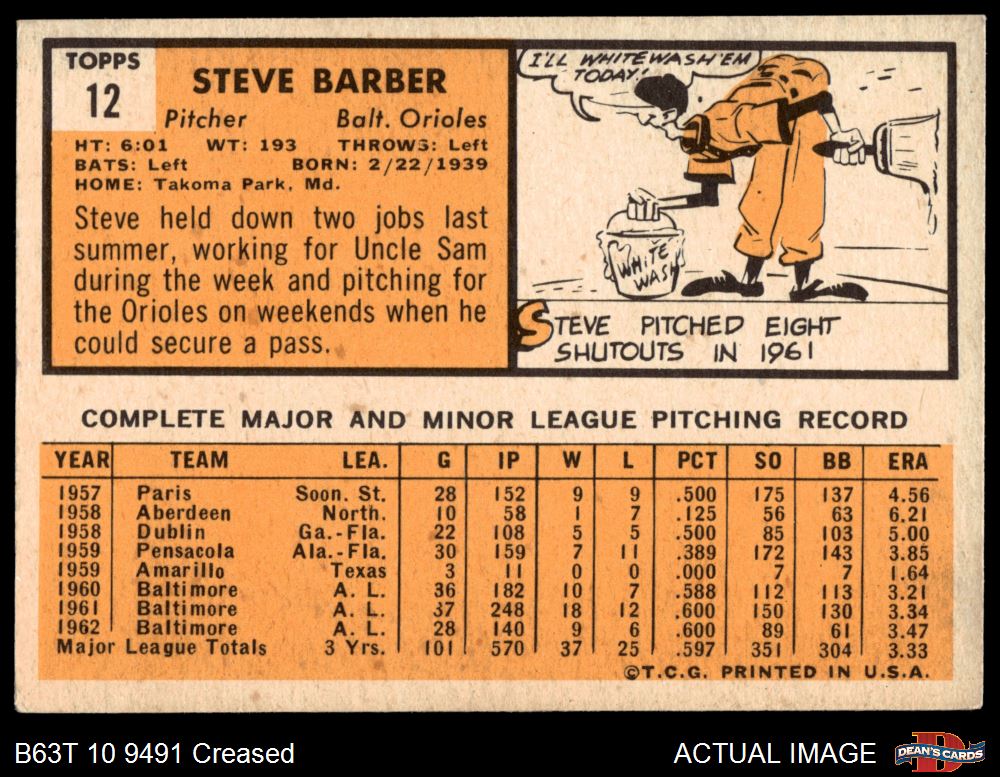 TOPPS
12
STEVE BARBER
Pitcher Balt. Orioles
HT: 6:01 WT: 193 THROWS: Left
BATS: Left BORN: 2/22/1939
HOME: Takoma Park, Md.
Steve held down two jobs last
summer, working for Uncle Sam
during the week and pitching for
the Orioles on weekends when he
could secure a pass.
I'LL WHITEWASH 'EM
TODAY!
WHITE
WASH
STEVE PITCHED EIGHT
SHUTOUTS IN 1961
COMPLETE MAJOR AND MINOR LEAGUE PITCHING RECORD
YEAR TEAM LEA. G IP W L PCT SO BB ERA
1957 Paris Soon. St. 28 152 9 9 .500 175 137 4.56
1958 Aberdeen North. 10 58 1 7 .125 56 63 6.21
1958 Dublin Ga.-Fla. 22 108 5 5 .500 85 103 5.00
1959 Pensacola Ala.-Fla. 30 159 7 11 .389 172 143 3.85
1959 Amarillo Texas 3 11 0 0 .000 7 7 1.64
1960 Baltimore A. L. 36 182 10 7 .588 112 113 3.21
1961 Baltimore A. L. 37 248 18 12 .600 150 130 3.34
1962 Baltimore A. L. 28 140 9 6 .600 89 61 3.47
Major League Totals 3 Yrs. 101 570 37 25 .597 351 304 3.33
©T.C.G. PRINTED IN U.S.A.
B63T 10 9491 Creased ACTUAL IMAGE DEAN'S CARDS